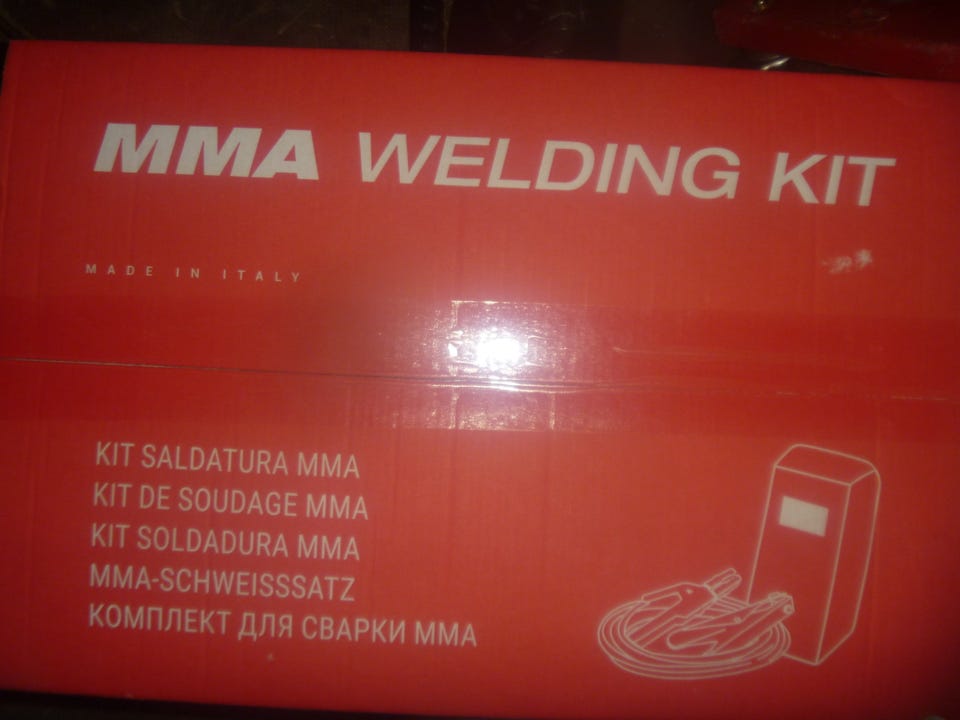 MMA WELDING KIT
MADE IN ITALY
KIT SALDATURA MMA
KIT DE SOUDAGE MMA
KIT SOLDADURA MMA
MMA-SCHWEISSSATZ
КОМПЛЕКТ ДЛЯ СВАРКИ ММА